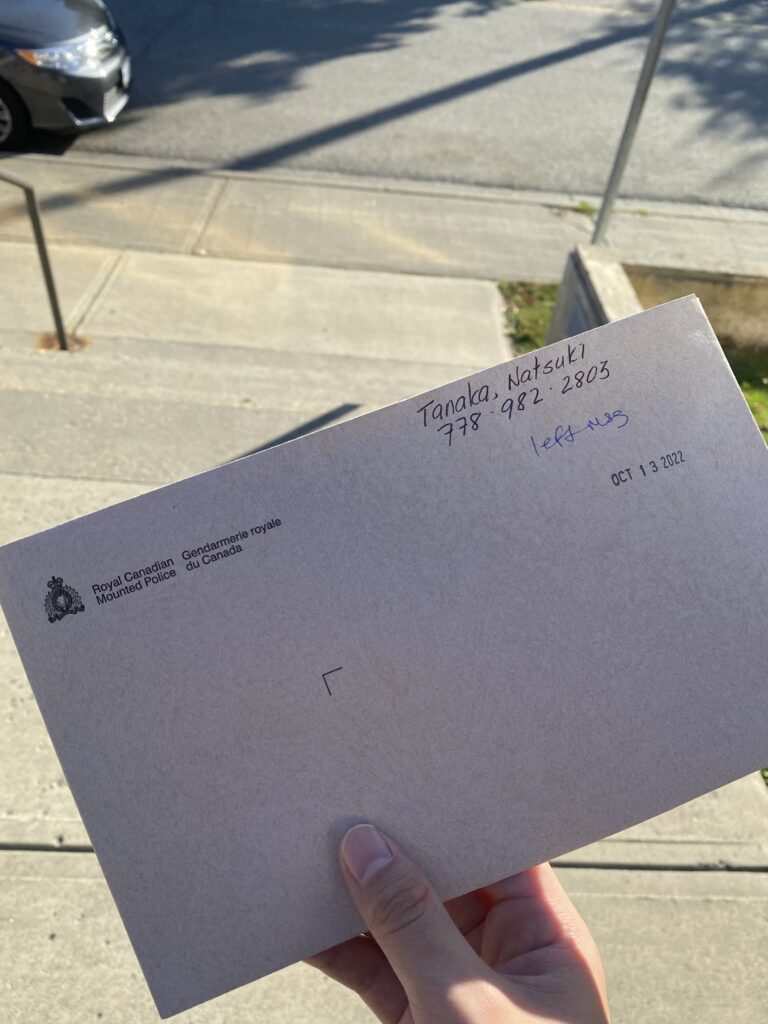 Tanaka, Natsuki
778-982-2803
left msg
OCT 13 2022
Royal Canadian Gendarmerie royale
Mounted Police du Canada